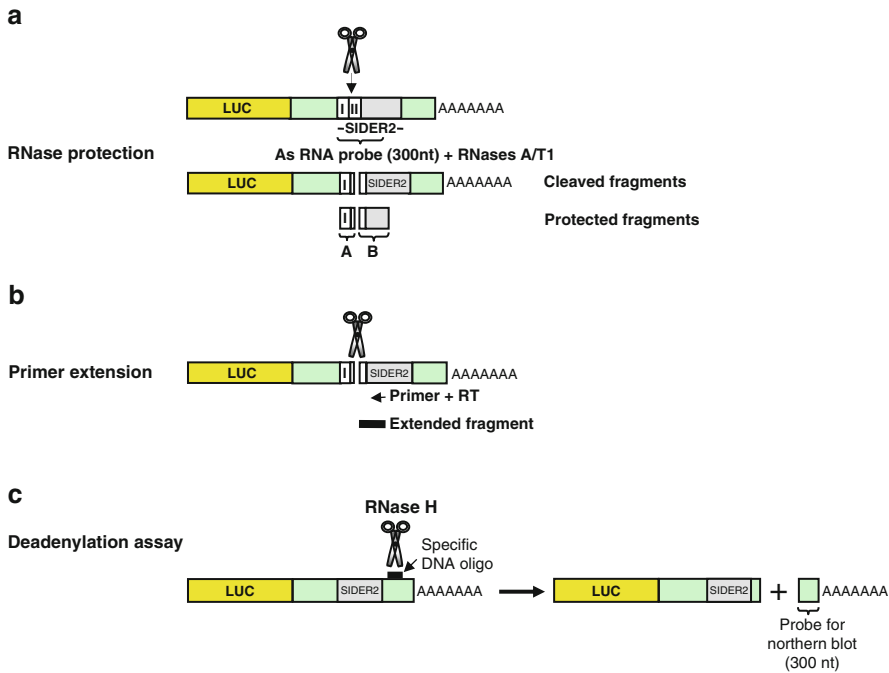 a
LUC I II AAAAAAA
–SIDER2–
RNase protection
As RNA probe (300nt) + RNases A/T1
LUC I SIDER2 AAAAAAA Cleaved fragments
I Protected fragments
A B
b
Primer extension
LUC I SIDER2 AAAAAAA
Primer + RT
Extended fragment
c
RNase H
Deadenylation assay
Specific
DNA oligo
LUC SIDER2 AAAAAAA LUC SIDER2 + AAAAAAA
Probe for
northern blot
(300 nt)